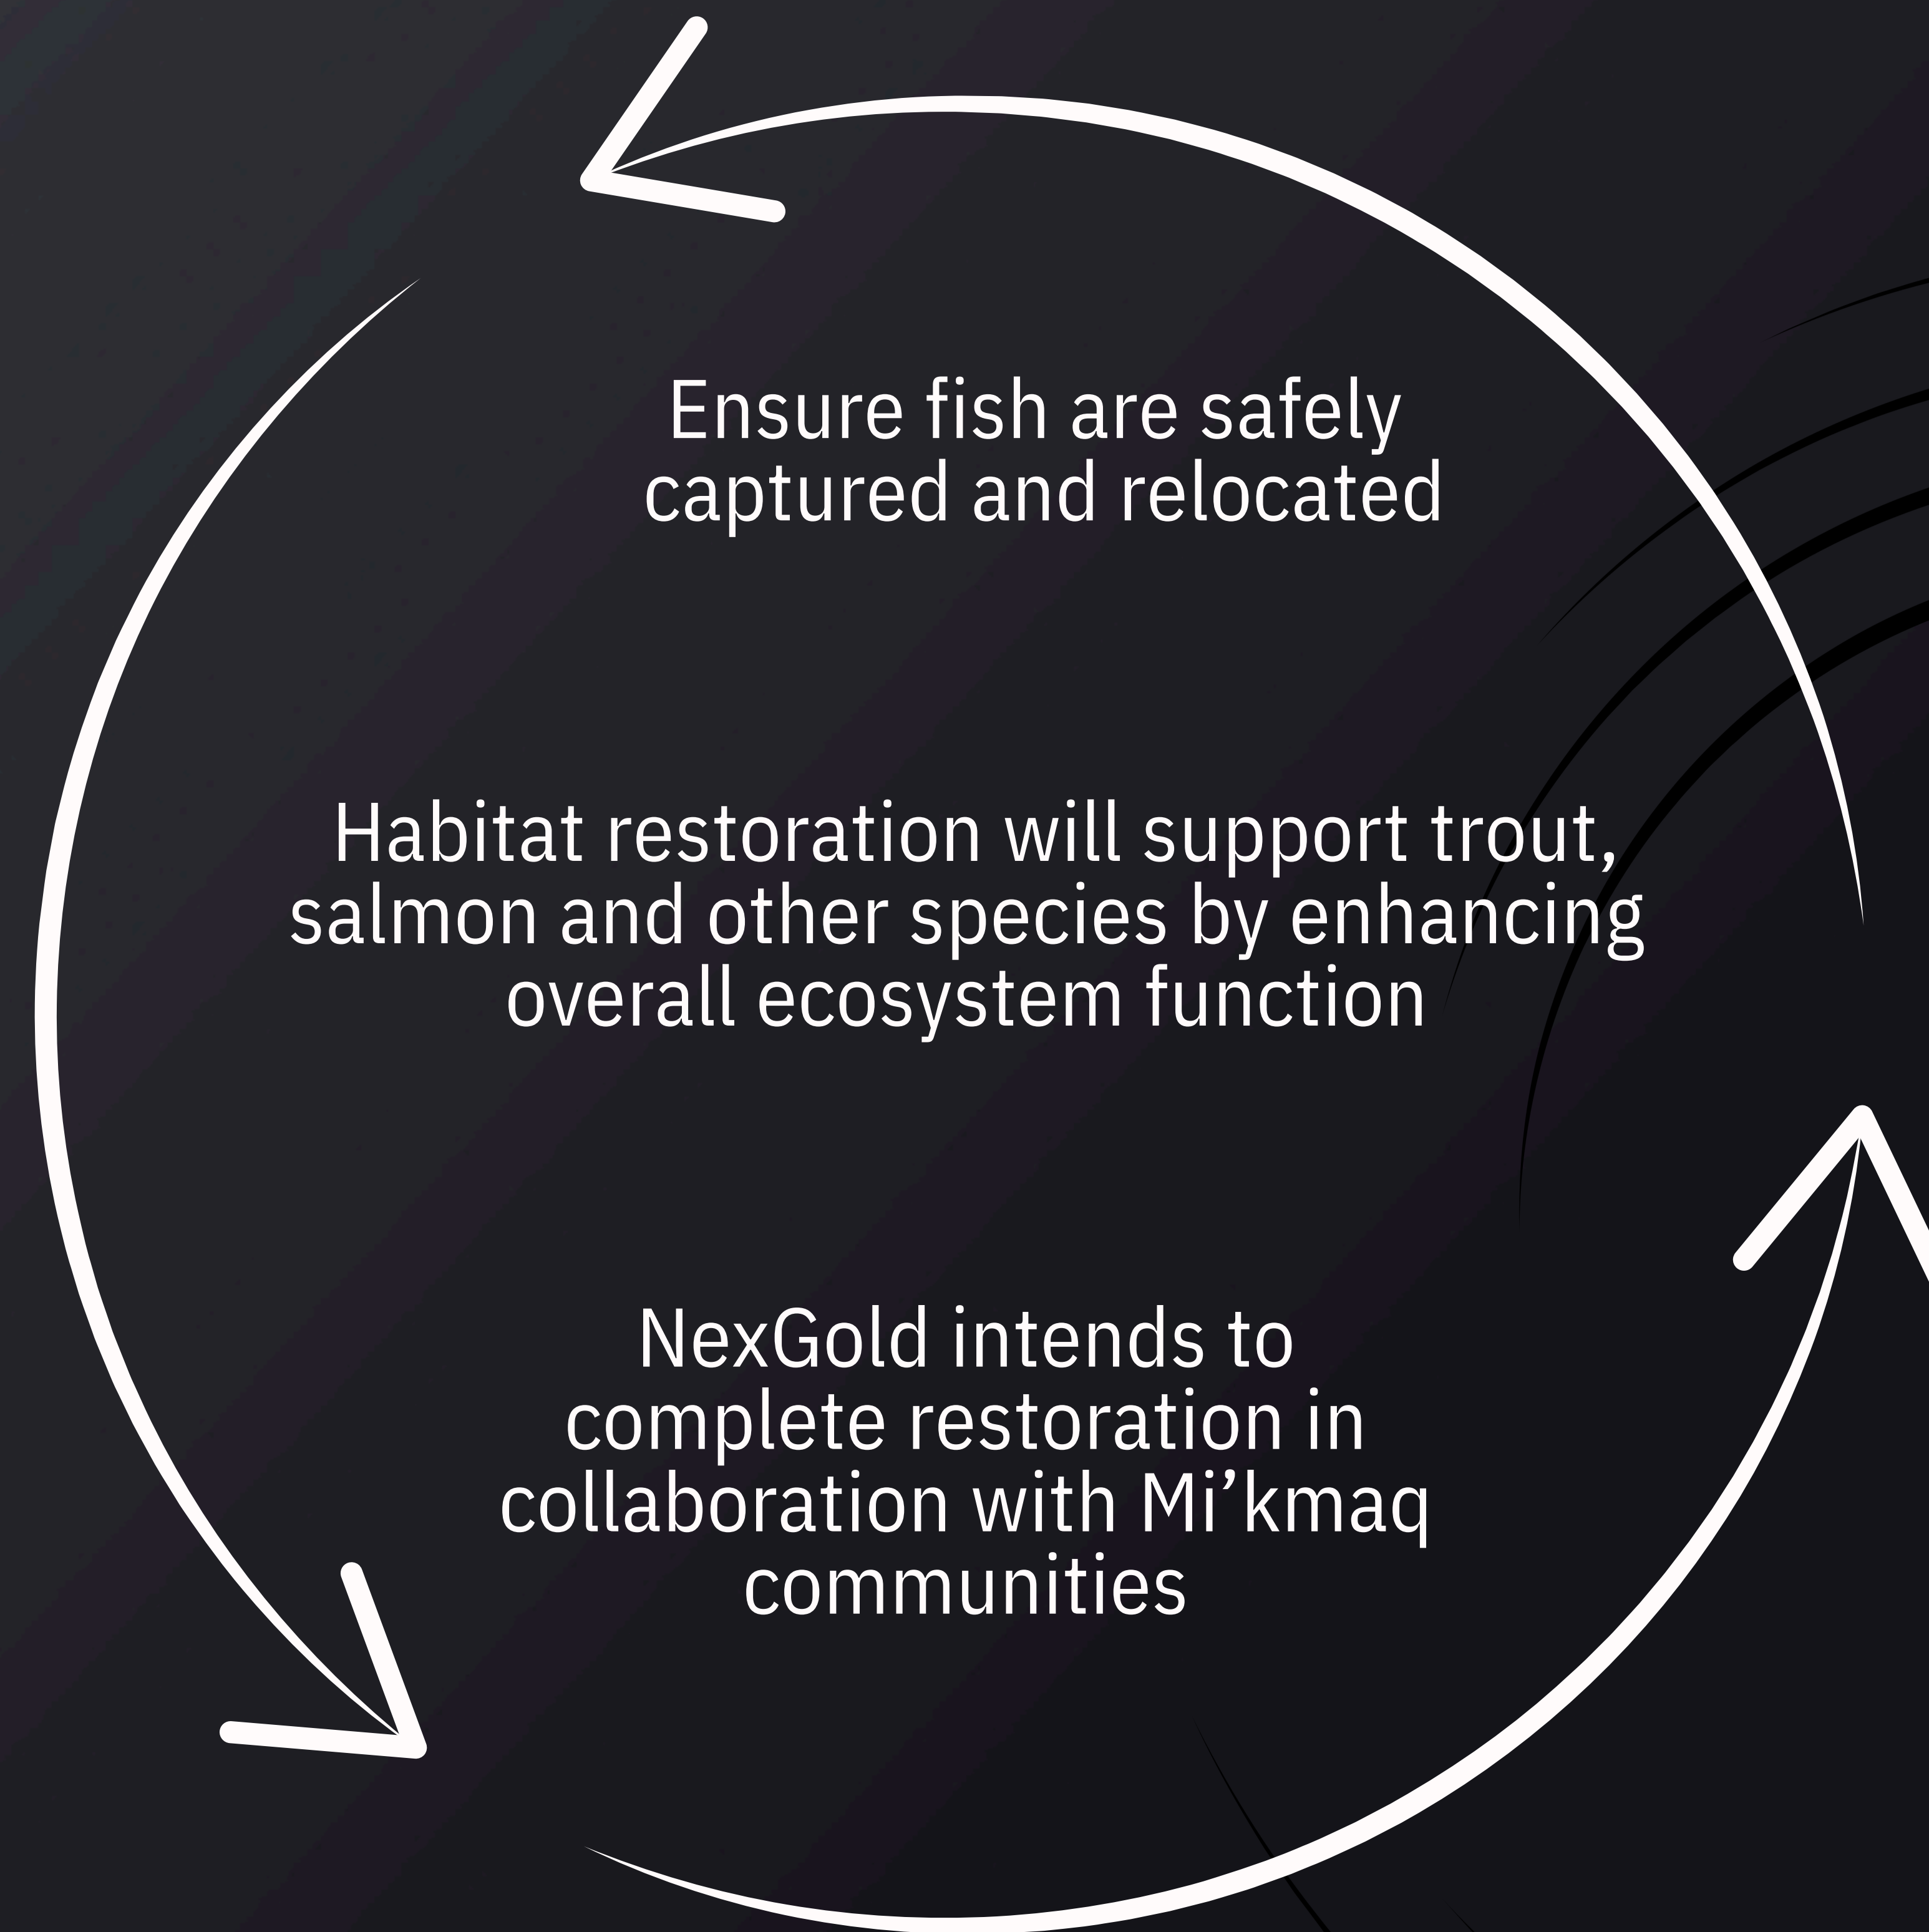 Ensure fish are safely
captured and relocated
Habitat restoration will support trout,
salmon and other species by enhancing
overall ecosystem function
NexGold intends to
complete restoration in
collaboration with Mi’kmaq
communities